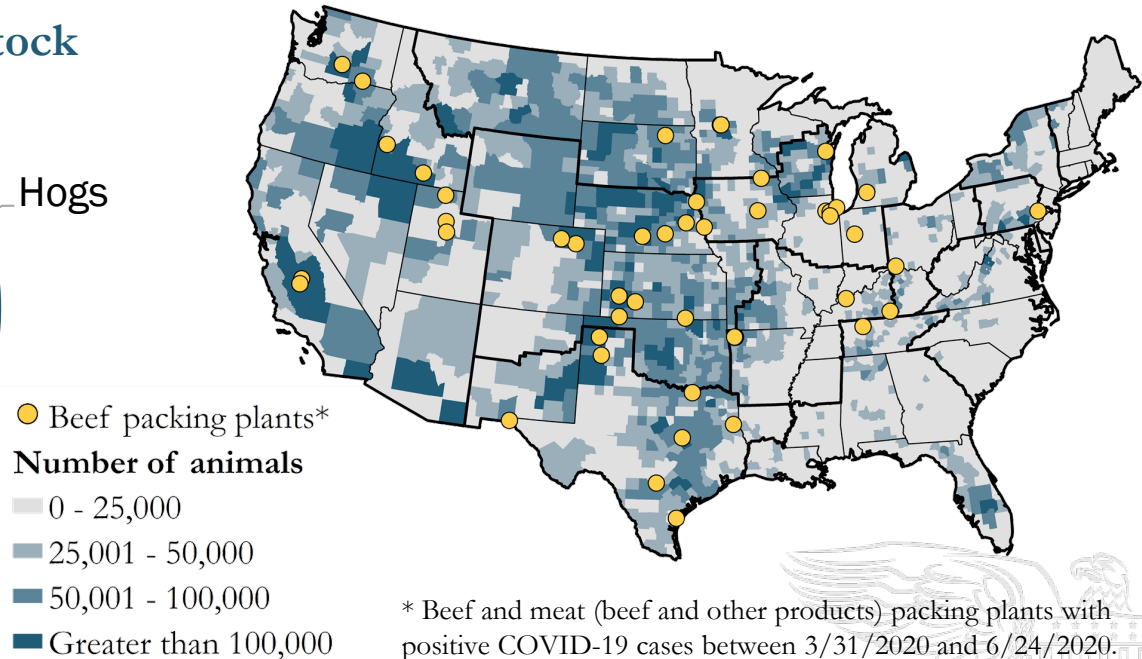 tock
Hogs
Beef packing plants*
Number of animals
0 - 25,000
25,001 - 50,000
50,001 - 100,000
Greater than 100,000
* Beef and meat (beef and other products) packing plants with
positive COVID-19 cases between 3/31/2020 and 6/24/2020.